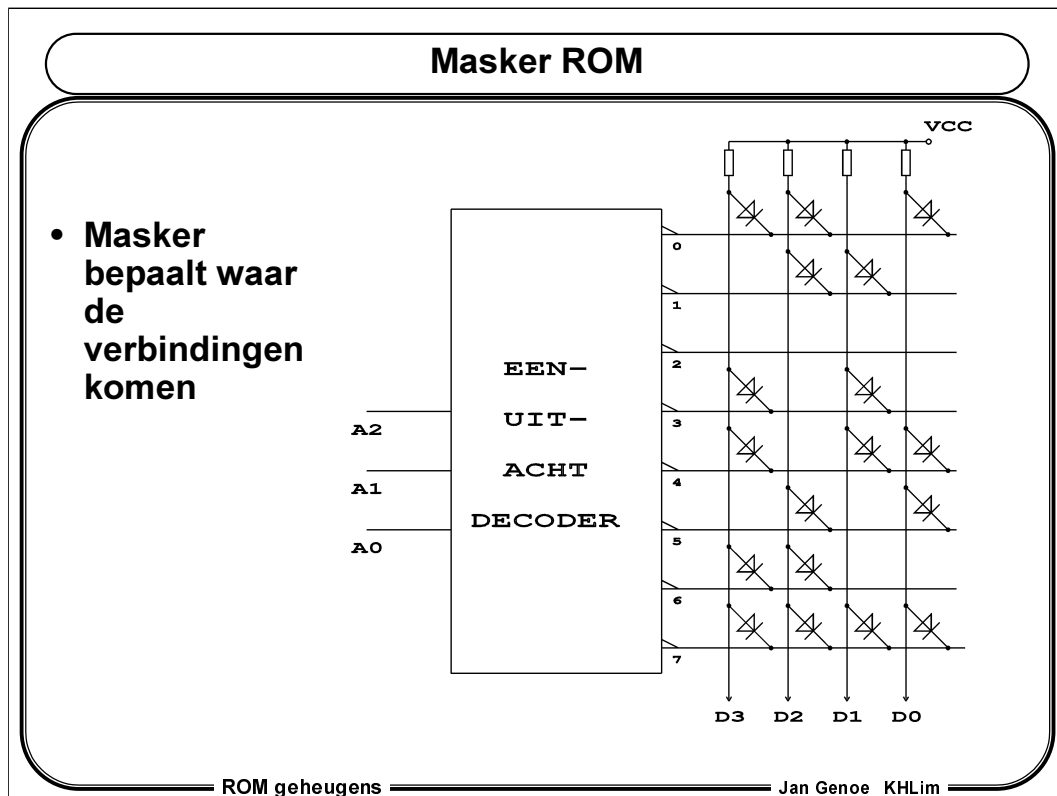 Masker ROM
• Masker
bepaalt waar
de
verbindingen
komen
VCC
EEN-
UIT-
ACHT
DECODER
A2
A1
A0
0
1
2
3
4
5
6
7
D3 D2 D1 D0
ROM geheugens
Jan Genoe KHLim